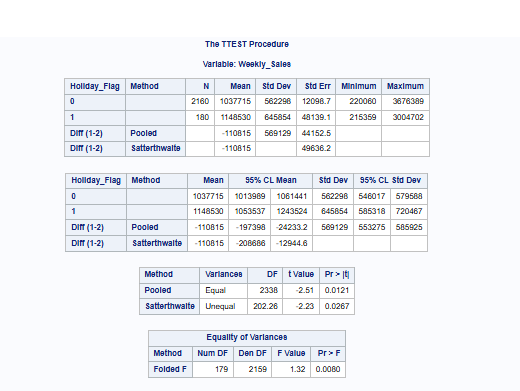 The TTEST Procedure
Variable: Weekly_Sales
Holiday_Flag Method N Mean Std Dev Std Err Minimum Maximum
0 2160 1037715 562298 12098.7 220060 3676389
1 180 1148530 645854 48139.1 215359 3004702
Diff (1-2) Pooled -110815 569129 44152.5
Diff (1-2) Satterthwaite -110815 49636.2
Holiday_Flag Method Mean 95% CL Mean Std Dev 95% CL Std Dev
0 1037715 1013989 1061441 562298 546017 579588
1 1148530 1053537 1243524 645854 585318 720467
Diff (1-2) Pooled -110815 -197398 -24233.2 569129 553275 585925
Diff (1-2) Satterthwaite -110815 -208686 -12944.6
Method Variances DF t Value Pr > |t|
Pooled Equal 2338 -2.51 0.0121
Satterthwaite Unequal 202.26 -2.23 0.0267
Equality of Variances
Method Num DF Den DF F Value Pr > F
Folded F 179 2159 1.32 0.0080